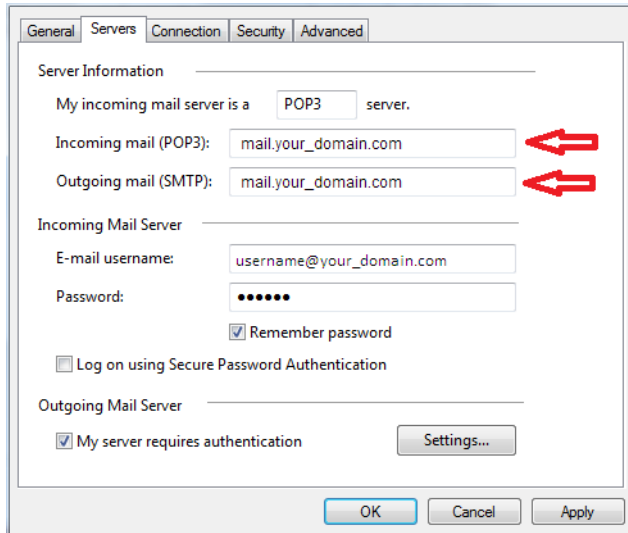 General Servers Connection Security Advanced
Server Information
My incoming mail server is a POP3 server.
Incoming mail (POP3): mail.your_domain.com
Outgoing mail (SMTP): mail.your_domain.com
Incoming Mail Server
E-mail username: username@your_domain.com
Password: ●●●●●●
Remember password
Log on using Secure Password Authentication
Outgoing Mail Server
My server requires authentication Settings...
OK Cancel Apply